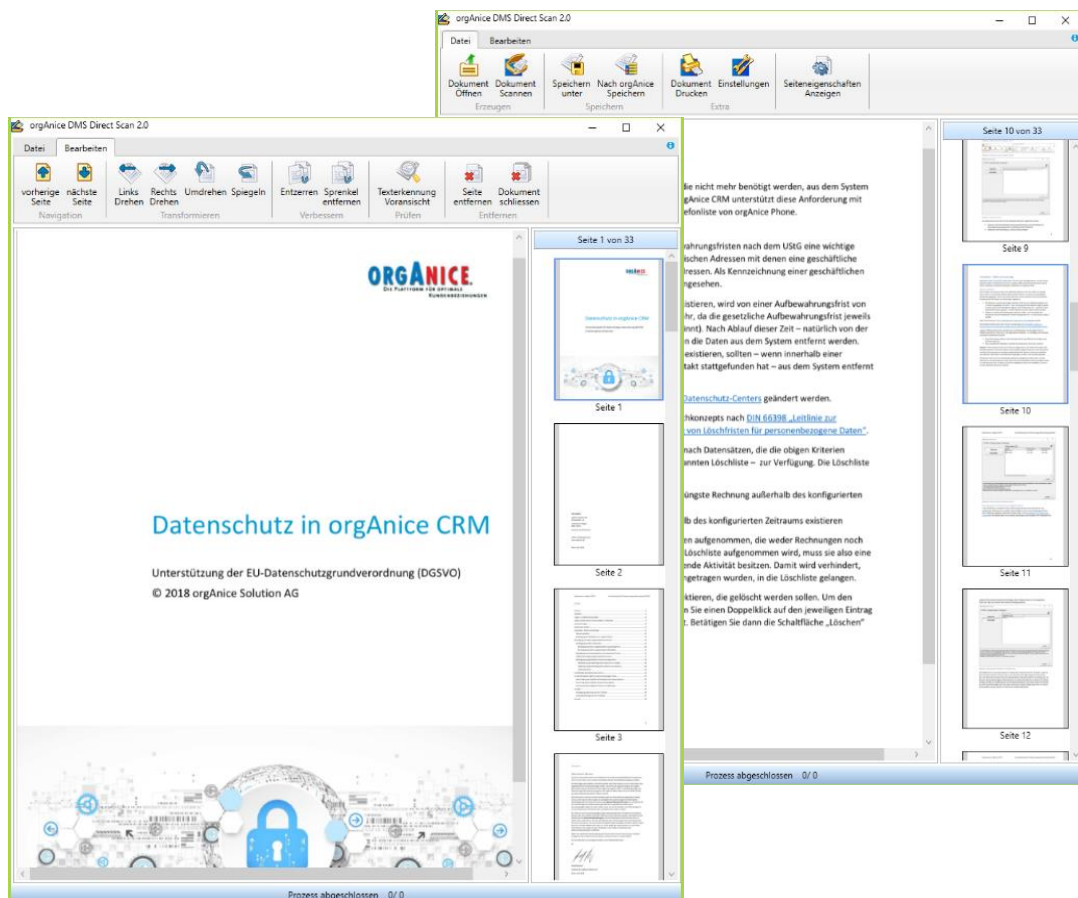 orgAnice DMS Direct Scan 2.0
Datei Bearbeiten
Dokument Öffnen
Dokument Scannen
Speichern unter
Nach orgAnice Speichern
Dokument Drucken
Einstellungen
Seiteneigenschaften Anzeigen
Erzeugen
Speichern
Extra
die nicht mehr benötigt werden, aus dem System
gAnice CRM unterstützt diese Anforderung mit
efonliste von orgAnice Phone.
ahrungsfristen nach dem UStG eine wichtige
ischen Adressen mit denen eine geschäftliche
ressen. Als Kennzeichnung einer geschäftlichen
ngesehen.
istieren, wird von einer Aufbewahrungsfrist von
hr, da die gesetzliche Aufbewahrungsfrist jeweils
innt). Nach Ablauf dieser Zeit – natürlich von der
n die Daten aus dem System entfernt werden.
existieren, sollten – wenn innerhalb einer
takt stattgefunden hat – aus dem System entfernt
Datenschutz-Centers geändert werden.
chkonzepts nach DIN 66398 „Leitlinie zur
von Löschfristen für personenbezogene Daten“.
nach Datensätzen, die die obigen Kriterien
annten Löschliste – zur Verfügung. Die Löschliste
üngste Rechnung außerhalb des konfigurierten
lb des konfigurierten Zeitraums existieren
en aufgenommen, die weder Rechnungen noch
Löschliste aufgenommen wird, muss sie also eine
ende Aktivität besitzen. Damit wird verhindert,
ngetragen wurden, in die Löschliste gelangen.
ktieren, die gelöscht werden sollen. Um den
n Sie einen Doppelklick auf den jeweiligen Eintrag
t. Betätigen Sie dann die Schaltfläche „Löschen“
Seite 10 von 33
Seite 9
Seite 10
Seite 11
Seite 12
Prozess abgeschlossen 0/ 0
orgAnice DMS Direct Scan 2.0
Datei Bearbeiten
vorherige Seite
nächste Seite
Links Drehen
Rechts Drehen
Umdrehen
Spiegeln
Entzerren
Sprenkel entfernen
Texterkennung Voransischt
Seite entfernen
Dokument schliessen
Navigation
Transformieren
Verbessern
Prüfen
Entfernen
ORGANICE.
DIE PLATTFORM FÜR OPTIMALE
KUNDENBEZIEHUNGEN
Datenschutz in orgAnice CRM
Unterstützung der EU-Datenschutzgrundverordnung (DGSVO)
© 2018 orgAnice Solution AG
Seite 1 von 33
ORGANICE.
Datenschutz in orgAnice CRM
Seite 1
Seite 2
Seite 3
Prozess abgeschlossen 0/ 0